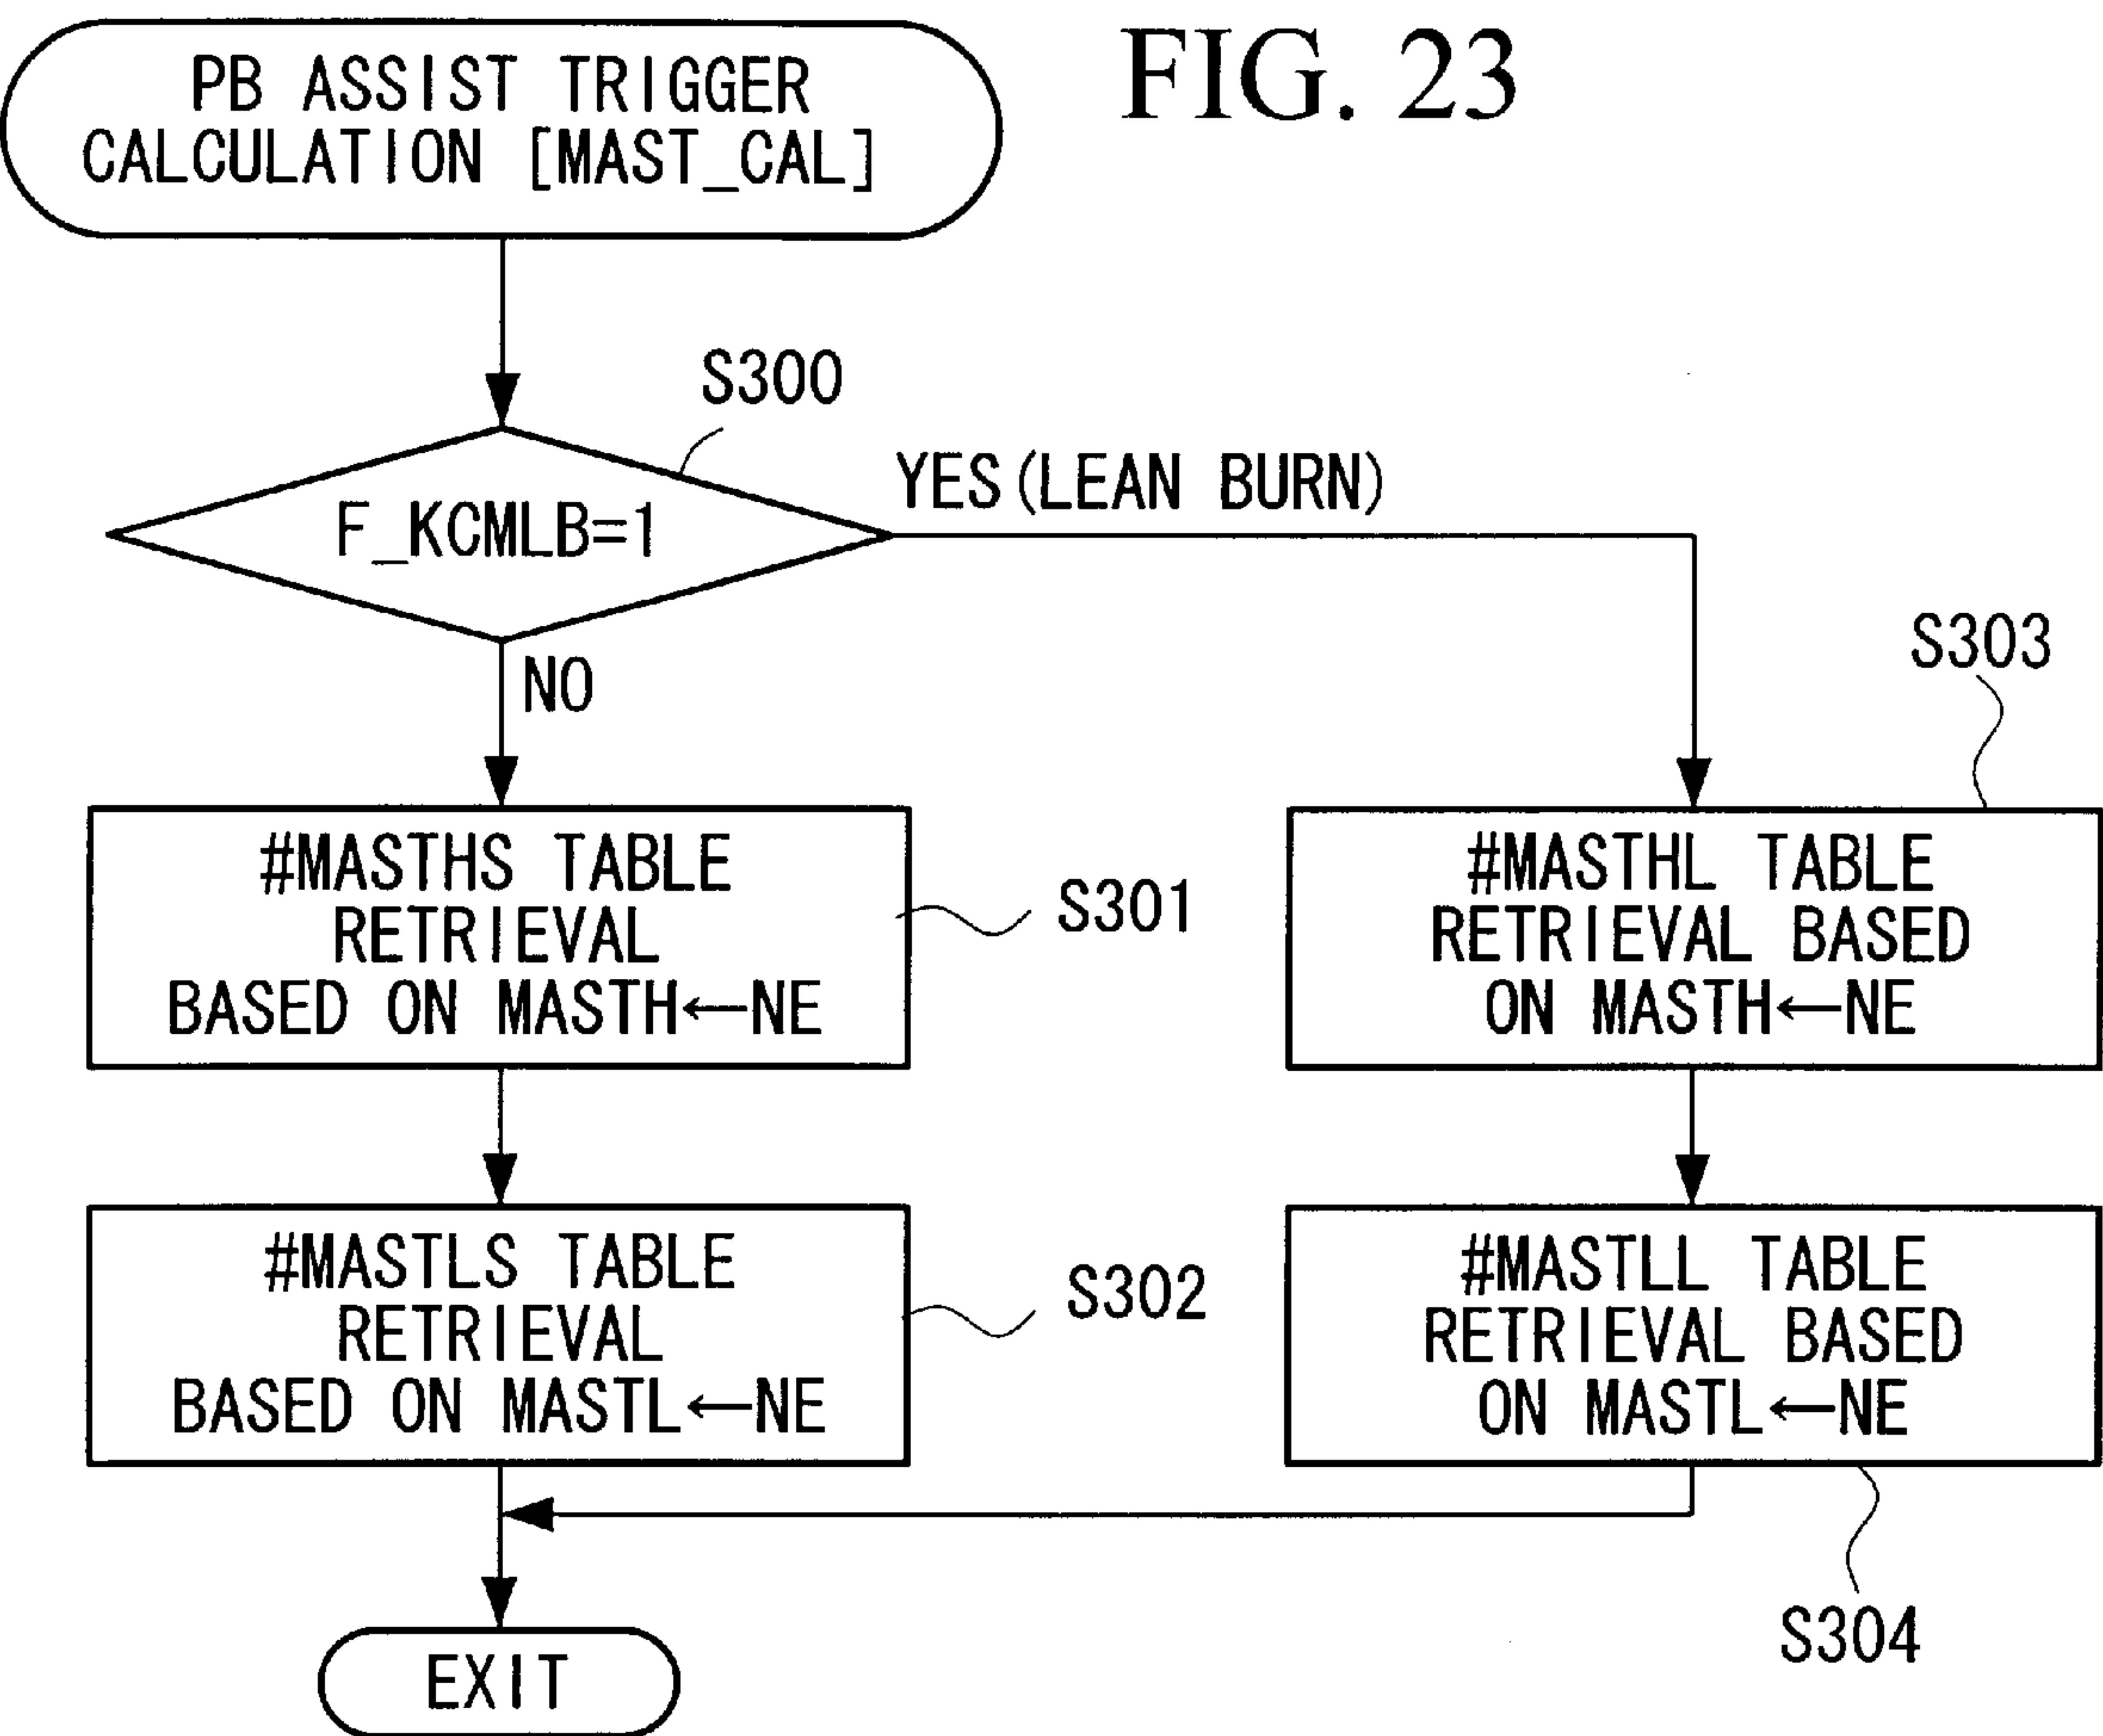 FIG. 23
PB ASSIST TRIGGER
CALCULATION [MAST_CAL]
S300
F_KCMLB=1
YES(LEAN BURN)
NO
#MASTHS TABLE
RETRIEVAL
BASED ON MASTH←NE
S301
S303
#MASTHL TABLE
RETRIEVAL BASED
ON MASTH←NE
#MASTLS TABLE
RETRIEVAL
BASED ON MASTL←NE
S302
#MASTLL TABLE
RETRIEVAL BASED
ON MASTL←NE
S304
EXIT